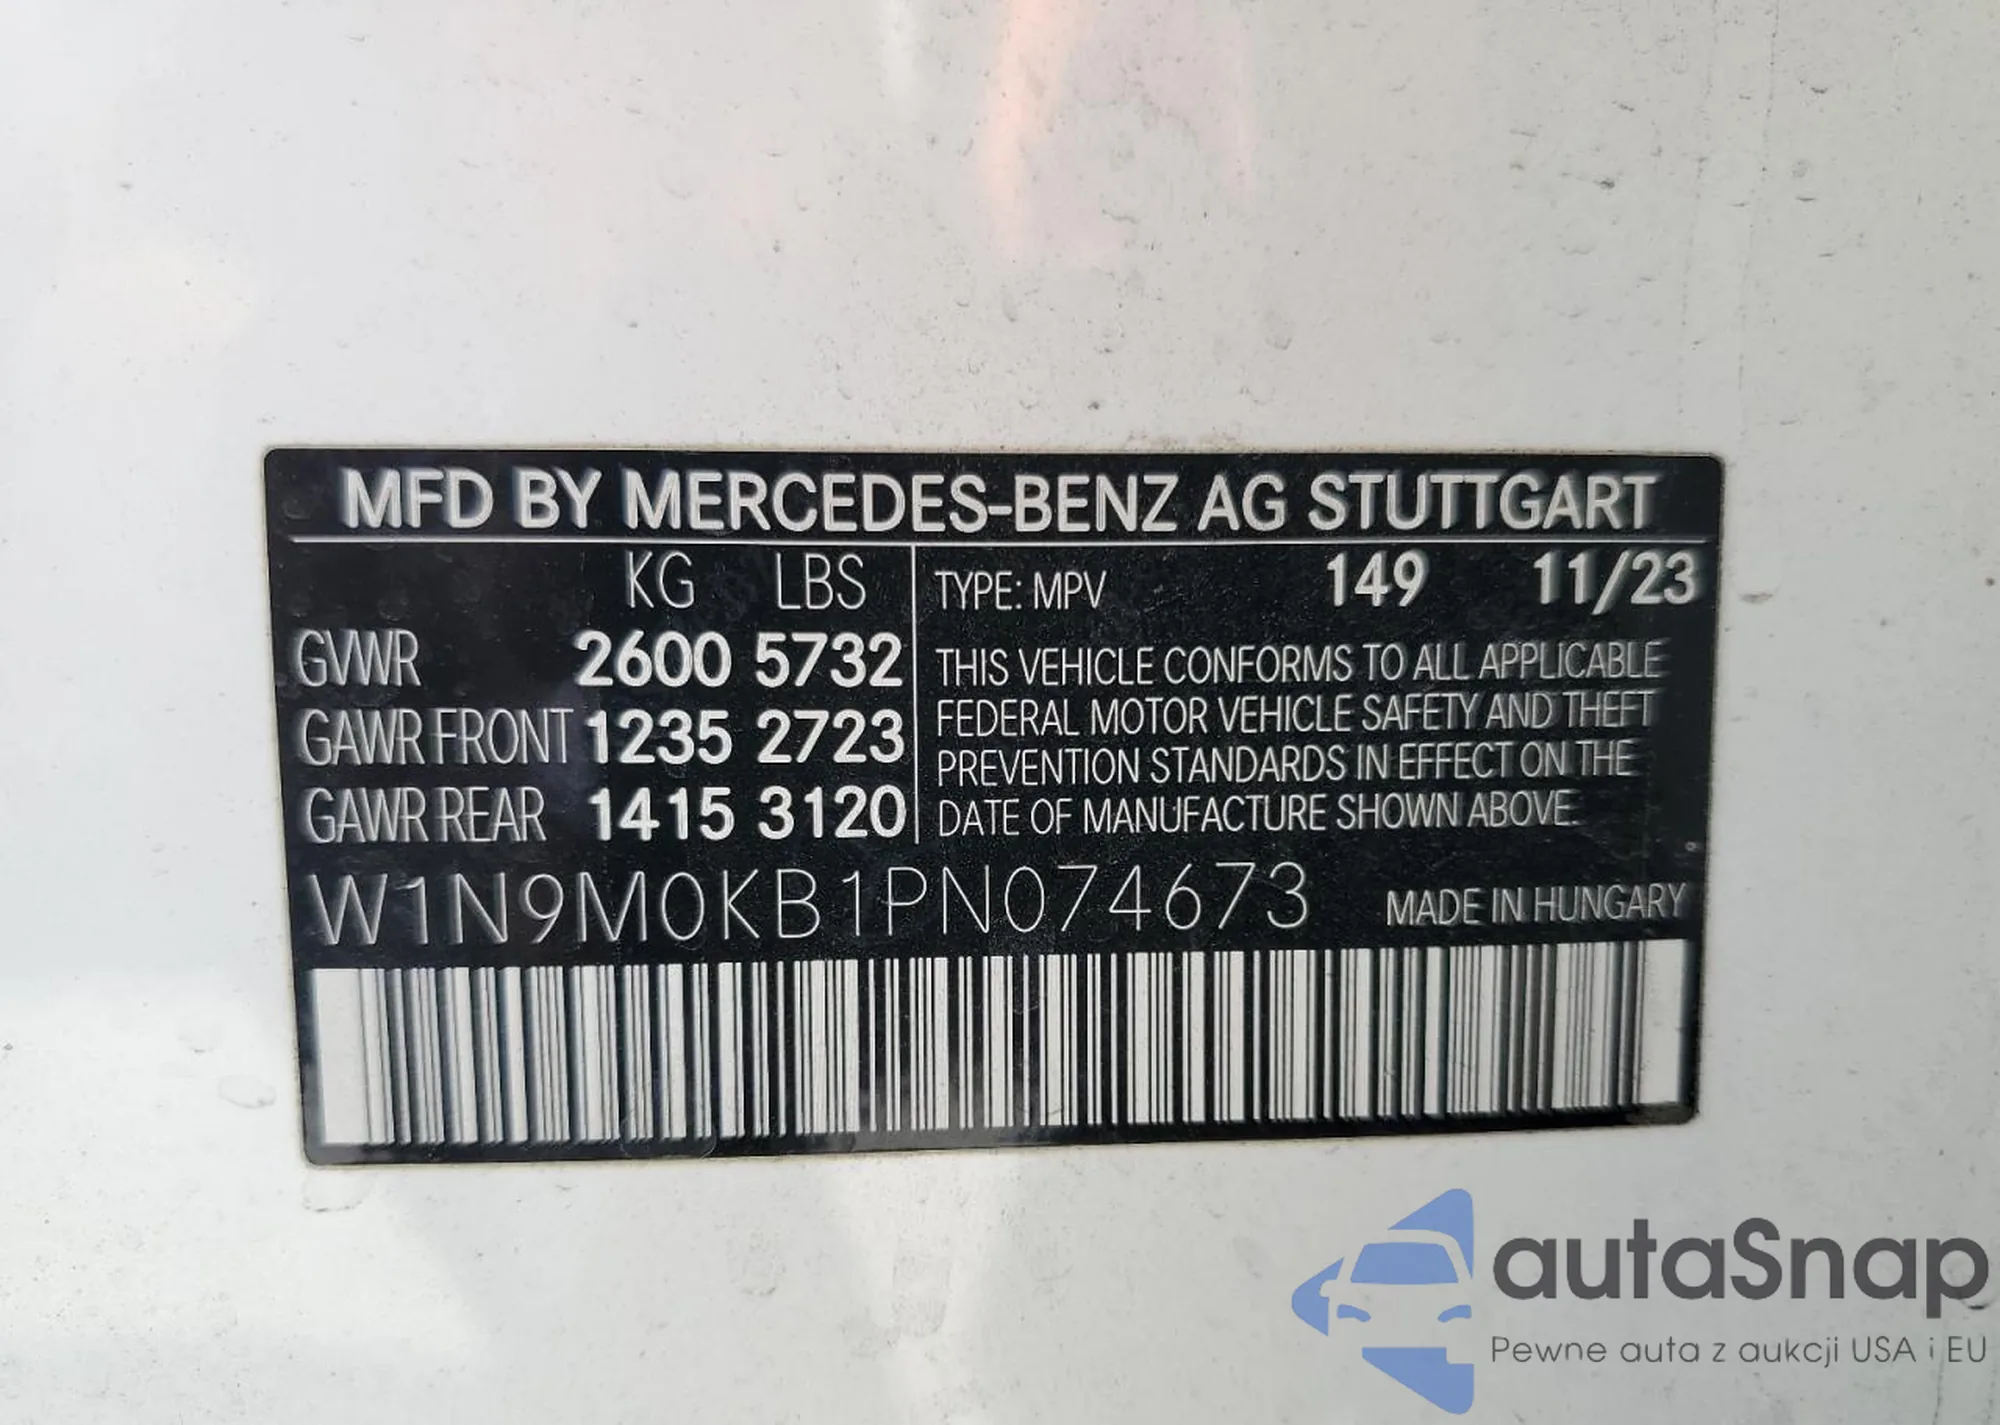 MFD BY MERCEDES-BENZ AG STUTTGART
KG LBS
GVWR 2600 5732
GAWR FRONT 1235 2723
GAWR REAR 1415 3120
TYPE: MPV 149 11/23
THIS VEHICLE CONFORMS TO ALL APPLICABLE
FEDERAL MOTOR VEHICLE SAFETY AND THEFT
PREVENTION STANDARDS IN EFFECT ON THE
DATE OF MANUFACTURE SHOWN ABOVE.
W1N9M0KB1PN074673 MADE IN HUNGARY
autaSnap
Pewne auta z aukcji USA i EU